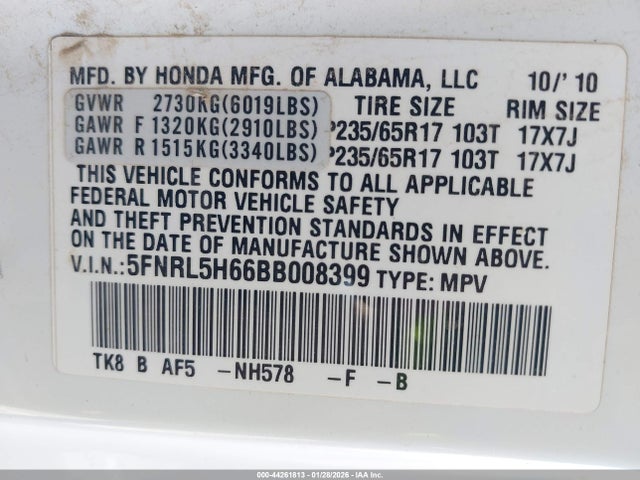 MFD. BY HONDA MFG. OF ALABAMA, LLC 10/'10
GVWR 2730KG(6019LBS) TIRE SIZE RIM SIZE
GAWR F 1320KG(2910LBS) P235/65R17 103T 17X7J
GAWR R 1515KG(3340LBS) P235/65R17 103T 17X7J
THIS VEHICLE CONFORMS TO ALL APPLICABLE
FEDERAL MOTOR VEHICLE SAFETY
AND THEFT PREVENTION STANDARDS IN EFFECT
ON THE DATE OF MANUFACTURE SHOWN ABOVE.
V.I.N.:5FNRL5H66BB008399 TYPE: MPV
TK8 B AF5 -NH578 -F -B
000-44261813 - 01/28/2026 - IAAI.CA